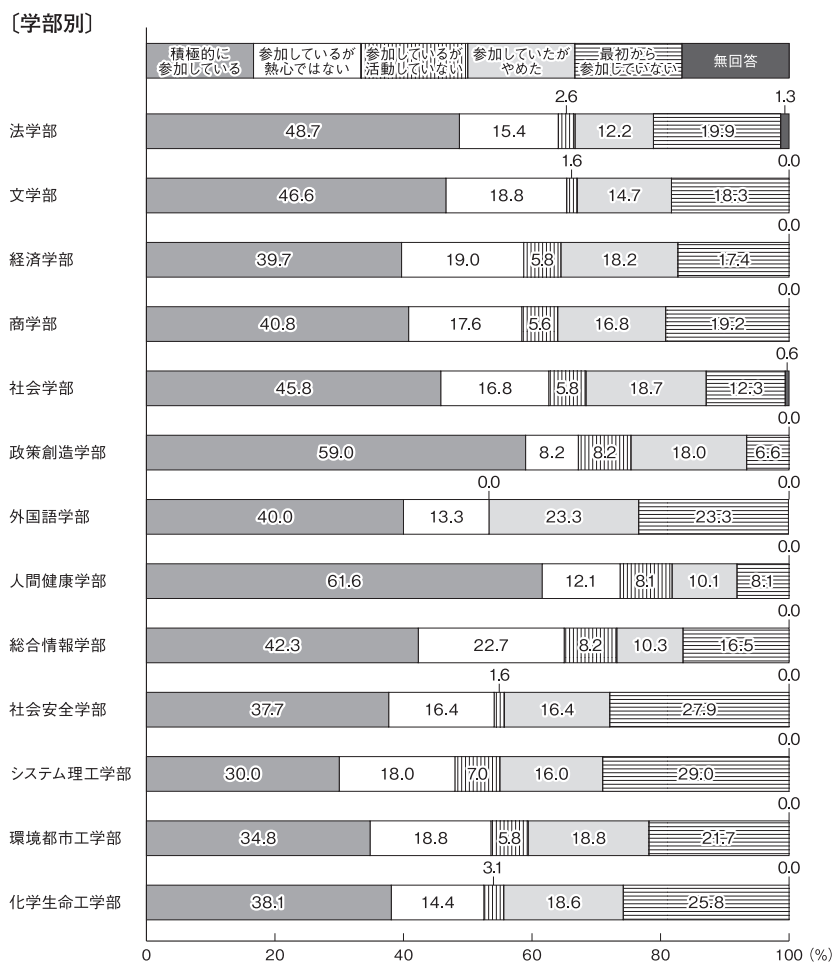 〔学部別〕
積極的に
参加している
参加しているが
熱心ではない
参加しているが
活動していない
参加していたが
やめた
最初から
参加していない
無回答
2.6 1.3
法学部 48.7 15.4 12.2 19.9
1.6 0.0
文学部 46.6 18.8 14.7 18.3
0.0
経済学部 39.7 19.0 5.8 18.2 17.4
0.0
商学部 40.8 17.6 5.6 16.8 19.2
0.6
社会学部 45.8 16.8 5.8 18.7 12.3
0.0
政策創造学部 59.0 8.2 8.2 18.0 6.6
0.0 0.0
外国語学部 40.0 13.3 23.3 23.3
0.0
人間健康学部 61.6 12.1 8.1 10.1 8.1
0.0
総合情報学部 42.3 22.7 8.2 10.3 16.5
1.6 0.0
社会安全学部 37.7 16.4 16.4 27.9
0.0
システム理工学部 30.0 18.0 7.0 16.0 29.0
0.0
環境都市工学部 34.8 18.8 5.8 18.8 21.7
3.1 0.0
化学生命工学部 38.1 14.4 18.6 25.8
0 20 40 60 80 100 (%)